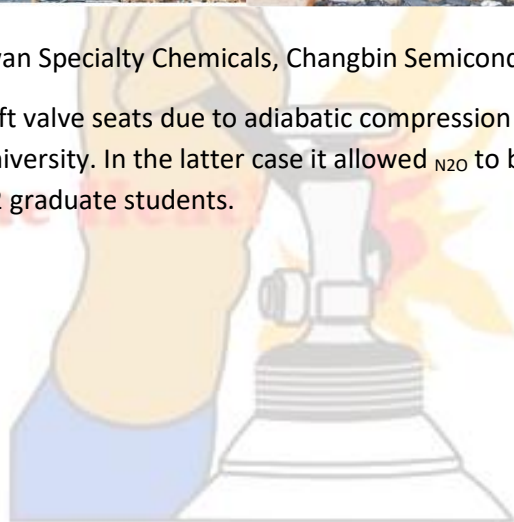 van Specialty Chemicals, Changbin Semicond
ft valve seats due to adiabatic compression
niversity. In the latter case it allowed N2O to b
2 graduate students.